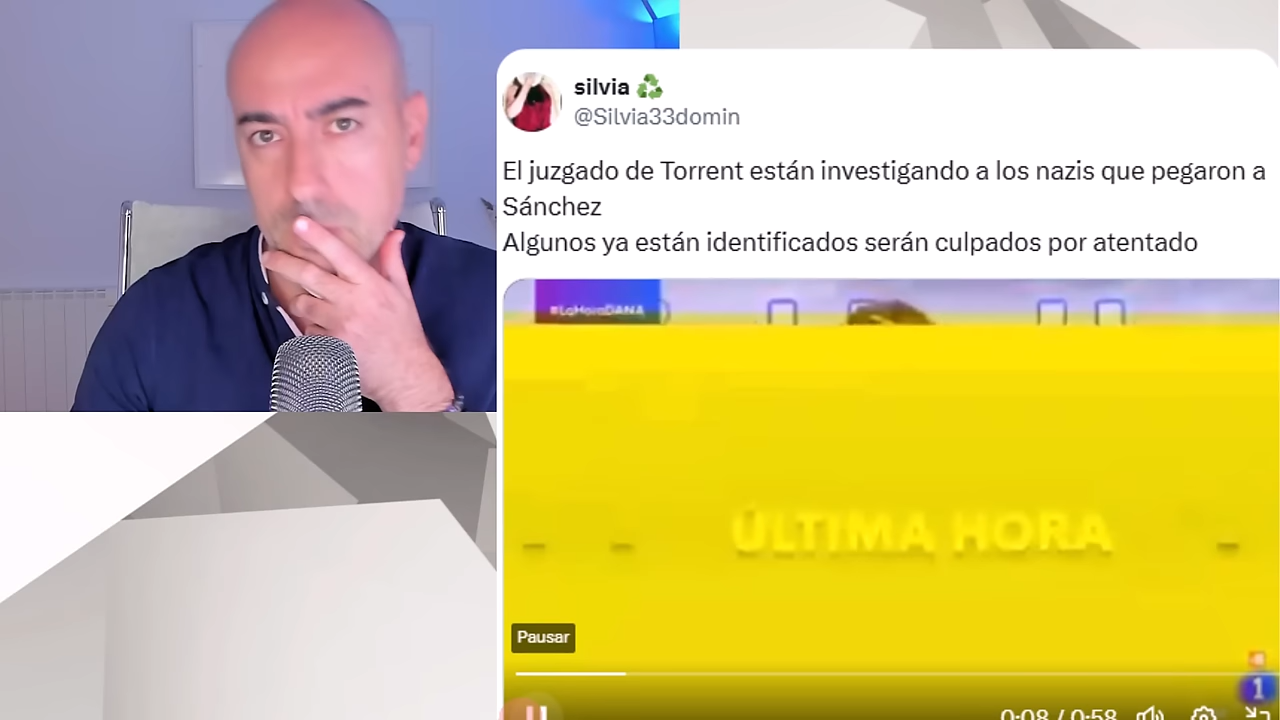 silvia
@Silvia33domin
El juzgado de Torrent están investigando a los nazis que pegaron a
Sánchez
Algunos ya están identificados serán culpados por atentado
#LaHoraDANA
ÚLTIMA HORA
Pausar
1
0:08 / 0:58